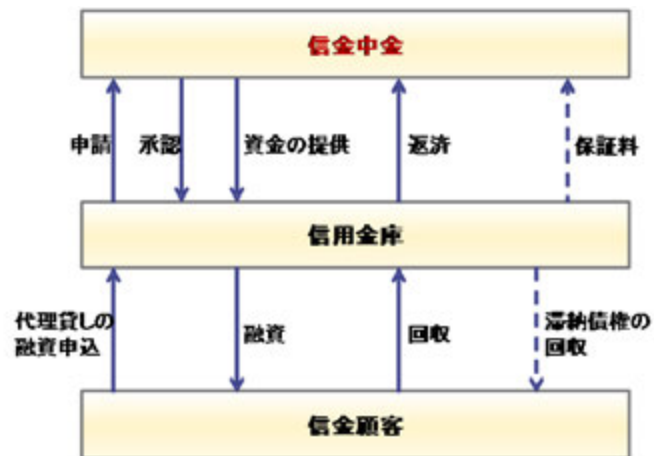 信金中金
申請
承認
資金の提供
返済
保証料
信用金庫
代理貸しの
融資申込
融資
回収
滞納債権の
回収
信金顧客